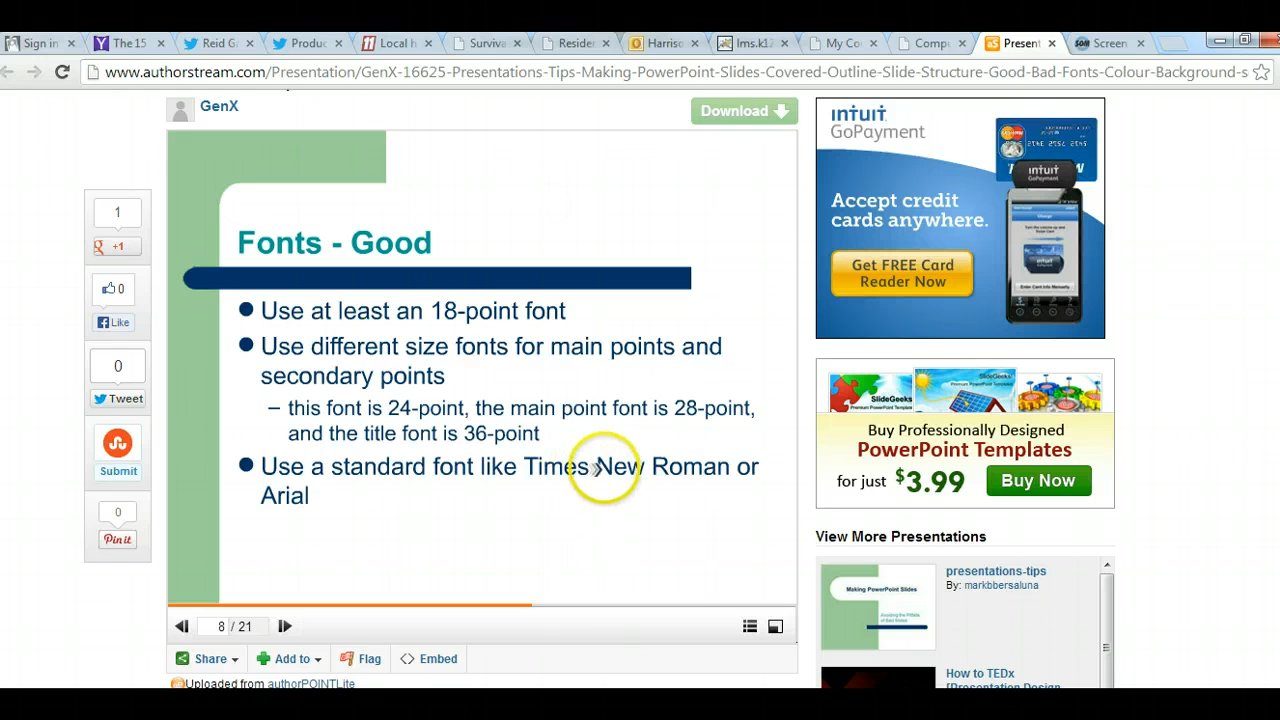 Sign in
The 15
Reid G
Produc
Local h
Surviva
Reside
Harriso
lms.k12
My Co
Compu
Present
Screen
www.authorstream.com/Presentation/GenX-16625-Presentations-Tips-Making-PowerPoint-Slides-Covered-Outline-Slide-Structure-Good-Bad-Fonts-Colour-Background-s
GenX
Download
Fonts - Good
Use at least an 18-point font
Use different size fonts for main points and
secondary points
– this font is 24-point, the main point font is 28-point,
and the title font is 36-point
Use a standard font like Times New Roman or
Arial
1
+1
0
Like
0
Tweet
Submit
0
Pin it
8 / 21
Share
Add to
Flag
Embed
Uploaded from authorPOINTLite
INTUIT
GoPayment
Accept credit
cards anywhere.
Get FREE Card
Reader Now
INTUIT
SlideGeeks
SlideGeeks
Buy Professionally Designed
PowerPoint Templates
for just $3.99
Buy Now
View More Presentations
Making PowerPoint Slides
presentations-tips
By: markbbersaluna
How to TEDx
[Presentation Design